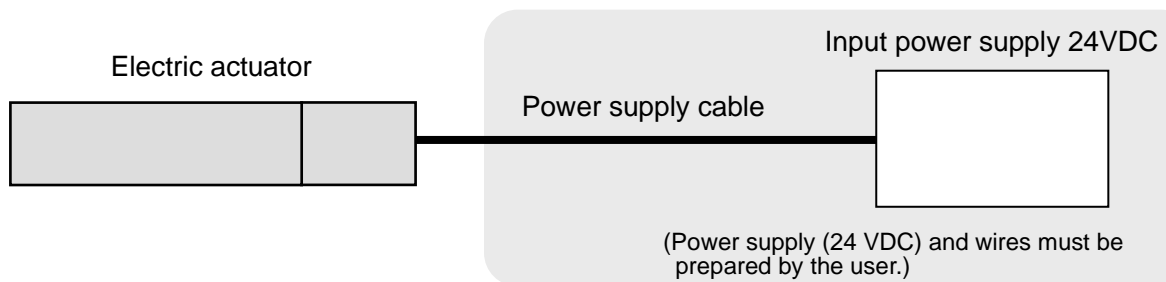 Input power supply 24VDC
Electric actuator
Power supply cable
(Power supply (24 VDC) and wires must be
prepared by the user.)